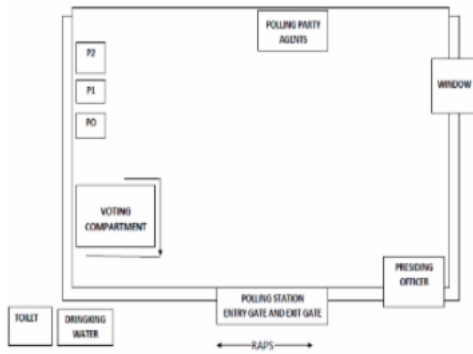 POLLING PARTY
AGENTS
P2
WINDOW
P1
PO
VOTING
COMPARTMENT
PRESIDING
OFFICER
POLLING STATION
ENTRY GATE AND EXIT GATE
TOILET
DRINGKING
WATER
RAPS